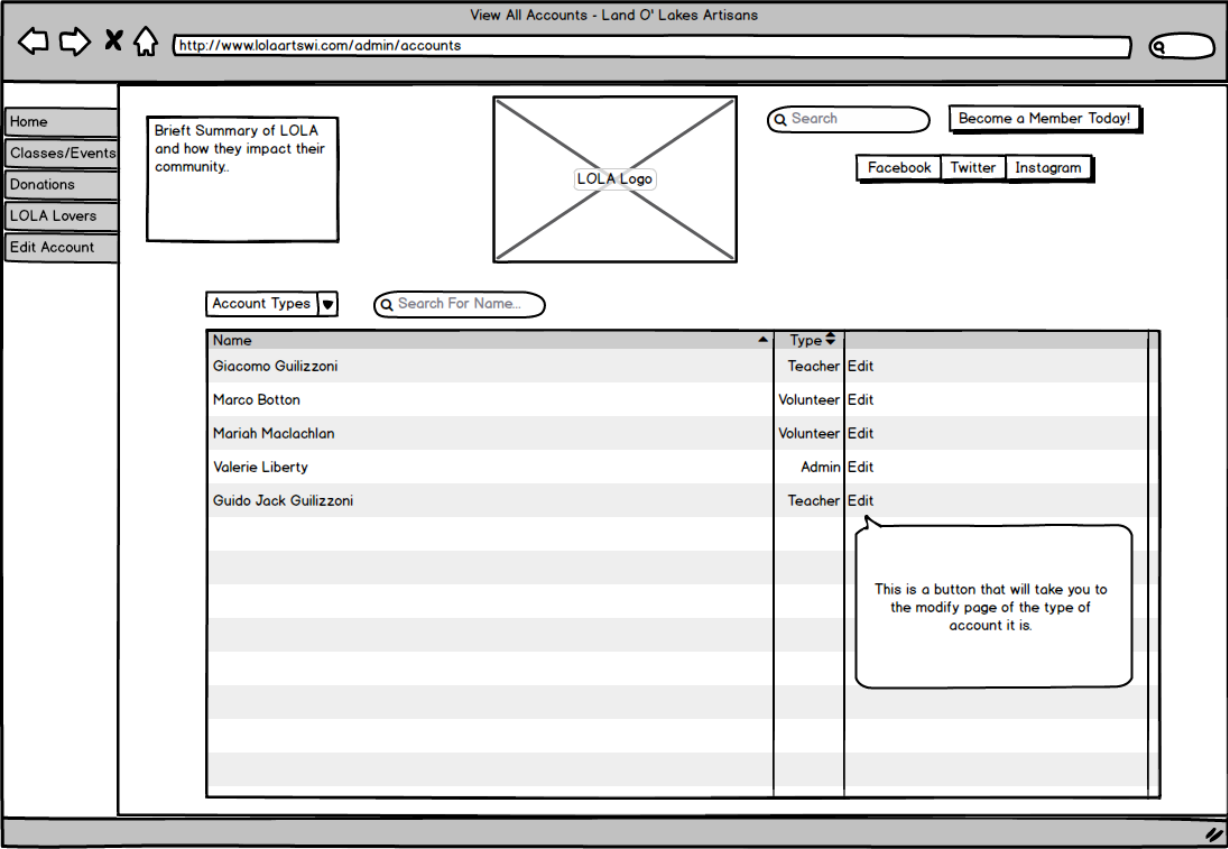 View All Accounts - Land O' Lakes Artisans
http://www.lolaartswi.com/admin/accounts
Home
Classes/Events
Donations
LOLA Lovers
Edit Account
Brieft Summary of LOLA
and how they impact their
community..
LOLA Logo
Search
Become a Member Today!
Facebook Twitter Instagram
Account Types
Search For Name...
Name Type
Giacomo Guilizzoni Teacher Edit
Marco Botton Volunteer Edit
Mariah Maclachlan Volunteer Edit
Valerie Liberty Admin Edit
Guido Jack Guilizzoni Teacher Edit
This is a button that will take you to
the modify page of the type of
account it is.